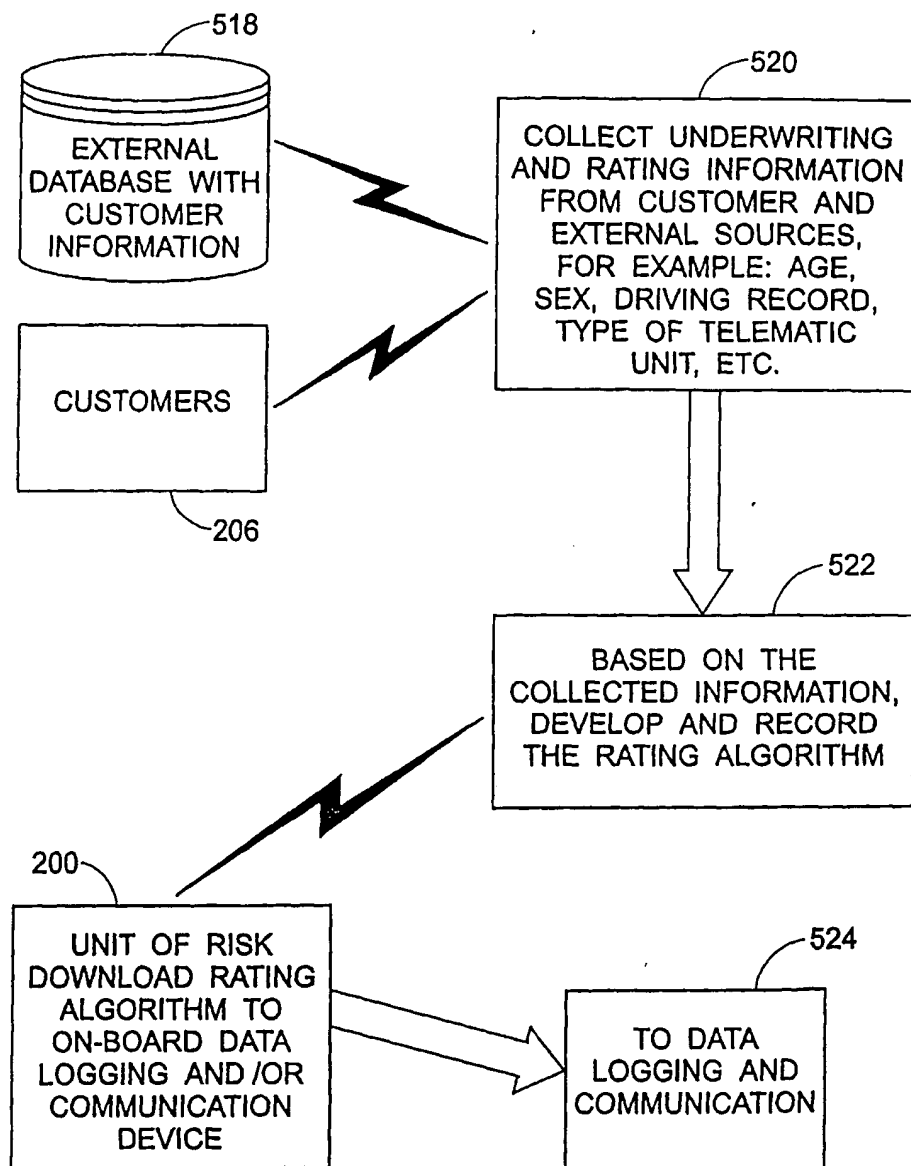 518
EXTERNAL
DATABASE WITH
CUSTOMER
INFORMATION
520
COLLECT UNDERWRITING
AND RATING INFORMATION
FROM CUSTOMER AND
EXTERNAL SOURCES,
FOR EXAMPLE: AGE,
SEX, DRIVING RECORD,
TYPE OF TELEMATIC
UNIT, ETC.
CUSTOMERS
206
522
BASED ON THE
COLLECTED INFORMATION,
DEVELOP AND RECORD
THE RATING ALGORITHM
200
UNIT OF RISK
DOWNLOAD RATING
ALGORITHM TO
ON-BOARD DATA
LOGGING AND /OR
COMMUNICATION
DEVICE
524
TO DATA
LOGGING AND
COMMUNICATION